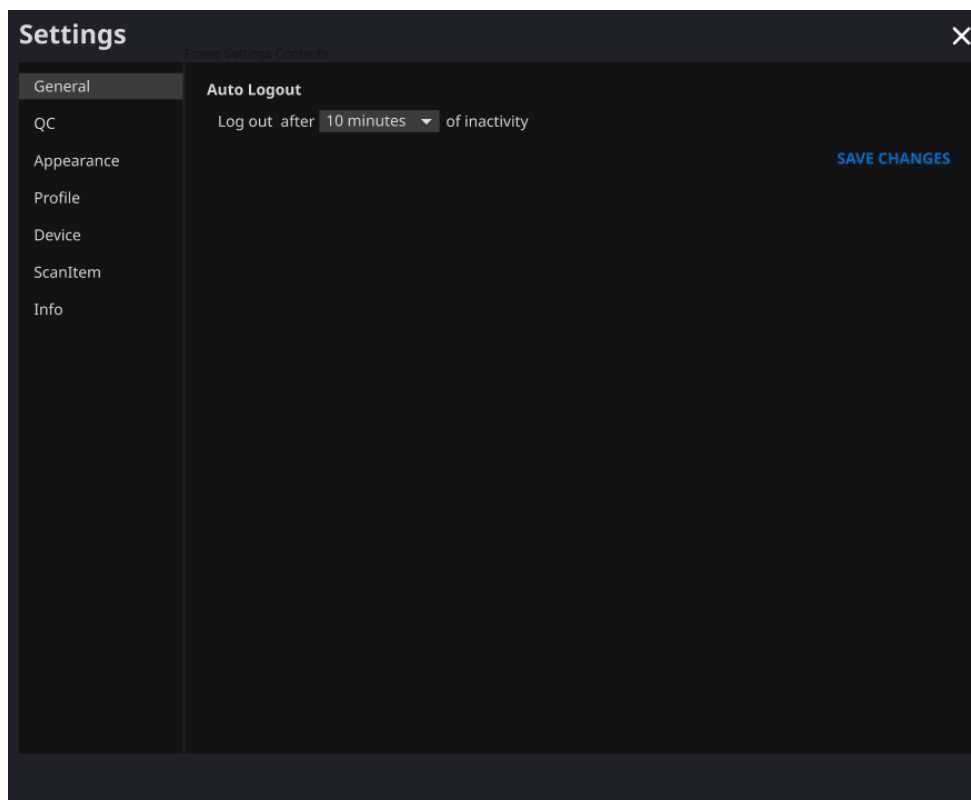 Settings
Frame Settings Contents
General
QC
Appearance
Profile
Device
ScanItem
Info
Auto Logout
Log out after 10 minutes of inactivity
SAVE CHANGES